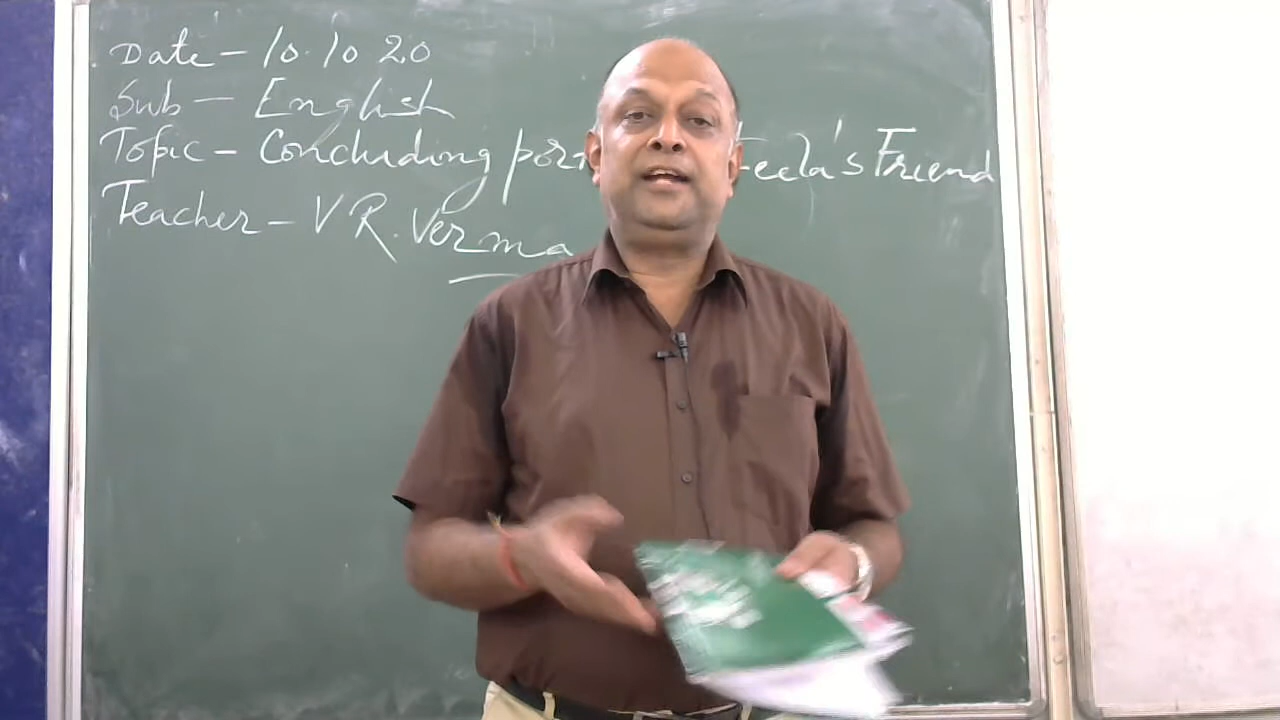 Date - 10.10 20
Sub - English
Topic - Concluding Friend
Teacher - V R. Verma